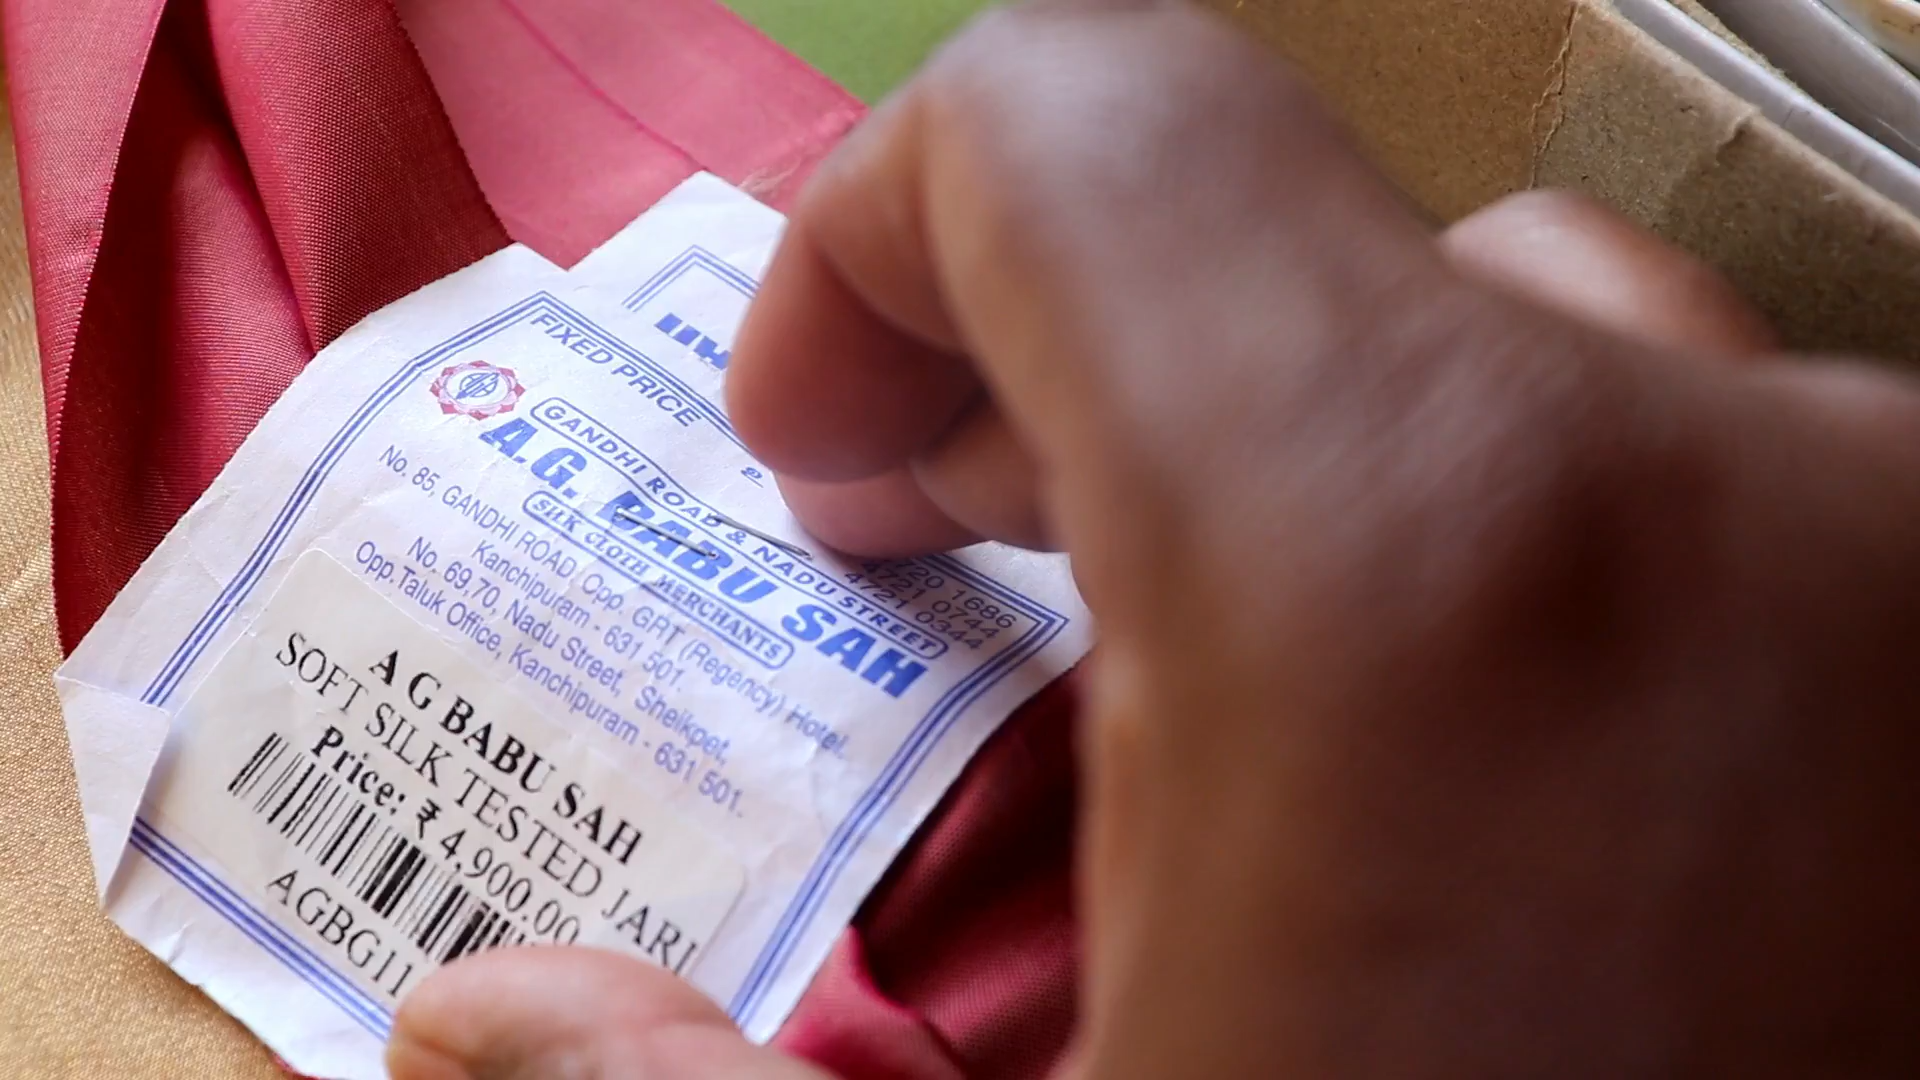 FIXED PRICE
GANDHI ROAD & NADU STREET
A.G. BABU SAH
SILK CLOTH MERCHANTS
1686
4721 0744
4721 0344
No. 85, GANDHI ROAD, Opp. GRT (Regency) Hotel,
Kanchipuram - 631 501.
No. 69,70, Nadu Street, Sheikpet,
Opp.Taluk Office, Kanchipuram - 631 501.
A G BABU SAH
SOFT SILK TESTED JARI
Price: ₹ 4,900.00
AGBG11